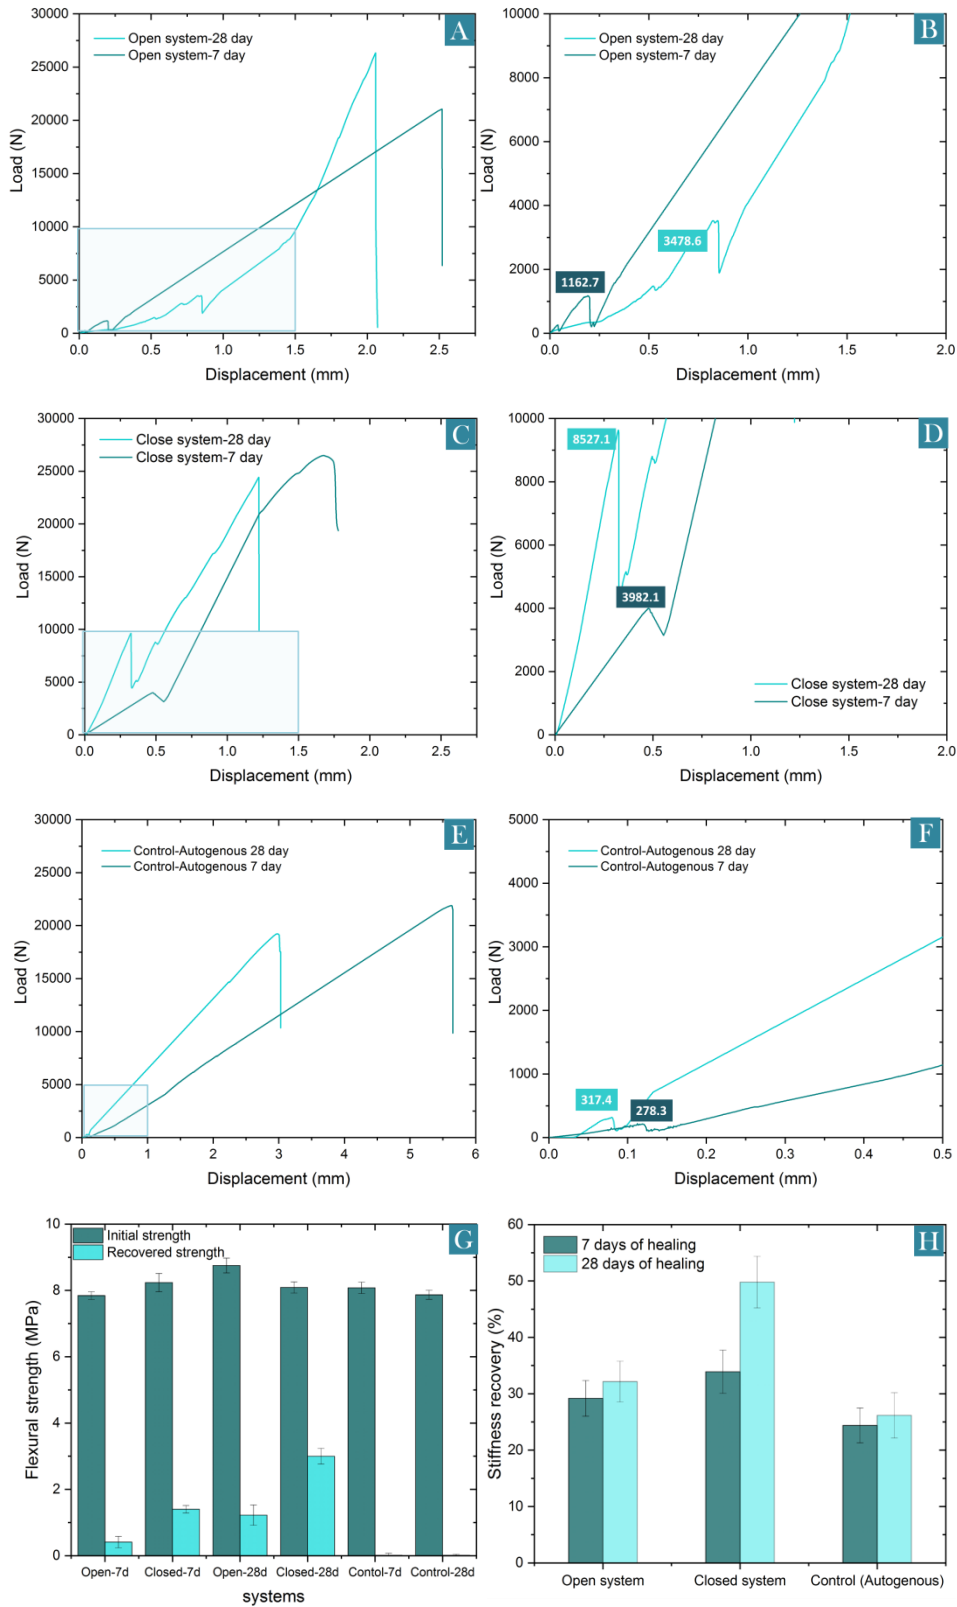 A
Open system-28 day
Open system-7 day
30000
25000
20000
15000
10000
5000
0
0.0 0.5 1.0 1.5 2.0 2.5
Load (N)
Displacement (mm)
B
Open system-28 day
Open system-7 day
10000
8000
6000
4000
2000
0
3478.6
1162.7
0.0 0.5 1.0 1.5 2.0
Load (N)
Displacement (mm)
C
Close system-28 day
Close system-7 day
30000
25000
20000
15000
10000
5000
0
0.0 0.5 1.0 1.5 2.0 2.5
Load (N)
Displacement (mm)
D
10000
8000
6000
4000
2000
0
8527.1
3982.1
Close system-28 day
Close system-7 day
0.0 0.5 1.0 1.5 2.0
Load (N)
Displacement (mm)
E
Control-Autogenous 28 day
Control-Autogenous 7 day
30000
25000
20000
15000
10000
5000
0
0 1 2 3 4 5 6
Load (N)
Displacement (mm)
F
Control-Autogenous 28 day
Control-Autogenous 7 day
5000
4000
3000
2000
1000
0
317.4
278.3
0.0 0.1 0.2 0.3 0.4 0.5
Load (N)
Displacement (mm)
G
Initial strength
Recovered strength
10
8
6
4
2
0
Flexural strength (MPa)
Open-7d Closed-7d Open-28d Closed-28d Contol-7d Control-28d
systems
H
7 days of healing
28 days of healing
60
50
40
30
20
10
0
Stiffness recovery (%)
Open system Closed system Control (Autogenous)